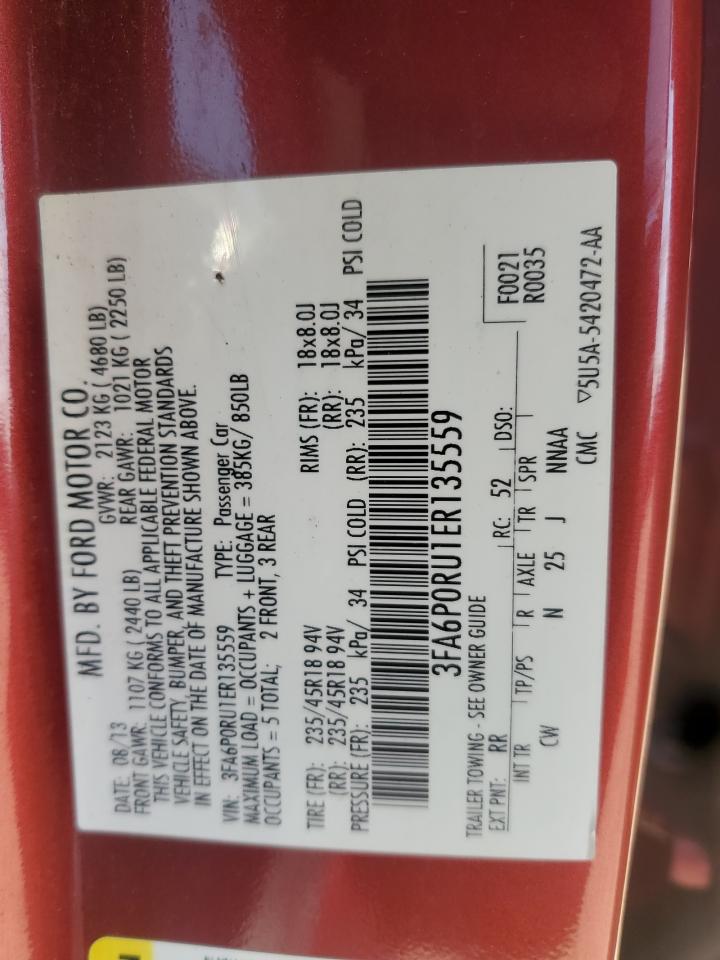 MFD. BY FORD MOTOR CO.
DATE: 08/13 GVWR: 2123 KG ( 4680 LB)
FRONT GAWR: 1107 KG ( 2440 LB) REAR GAWR: 1021 KG ( 2250 LB)
THIS VEHICLE CONFORMS TO ALL APPLICABLE FEDERAL MOTOR
VEHICLE SAFETY, BUMPER, AND THEFT PREVENTION STANDARDS
IN EFFECT ON THE DATE OF MANUFACTURE SHOWN ABOVE.
VIN: 3FA6P0RU1ER135559 TYPE: Passenger Car
MAXIMUM LOAD = OCCUPANTS + LUGGAGE = 385KG/ 850LB
OCCUPANTS = 5 TOTAL; 2 FRONT, 3 REAR
TIRE (FR): 235/45R18 94V RIMS (FR): 18x8.0J
(RR): 235/45R18 94V (RR): 18x8.0J
PRESSURE (FR): 235 kPa/ 34 PSI COLD (RR): 235 kPa/ 34 PSI COLD
3FA6P0RU1ER135559
TRAILER TOWING - SEE OWNER GUIDE
EXT PNT: RR RC: 52 DSO: F0021
R0035
INT TR TP/PS R AXLE TR SPR
CW N 25 J NNAA
CMC ▽5U5A-5420472-AA